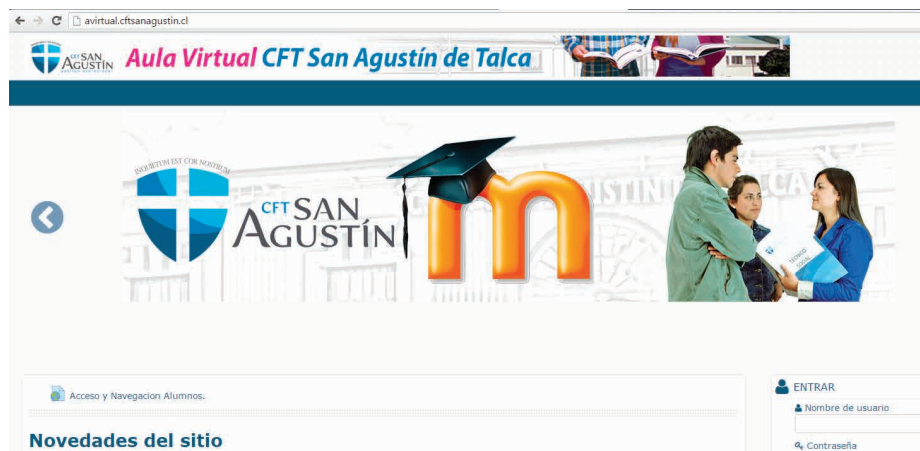 avirtual.cftsanagustin.cl
CFT SAN
AGUSTÍN
Aula Virtual CFT San Agustín de Talca
INQUIETUM EST COR NOSTRUM
CFT SAN
AGUSTÍN
m
Acceso y Navegacion Alumnos.
Novedades del sitio
ENTRAR
Nombre de usuario
Contraseña